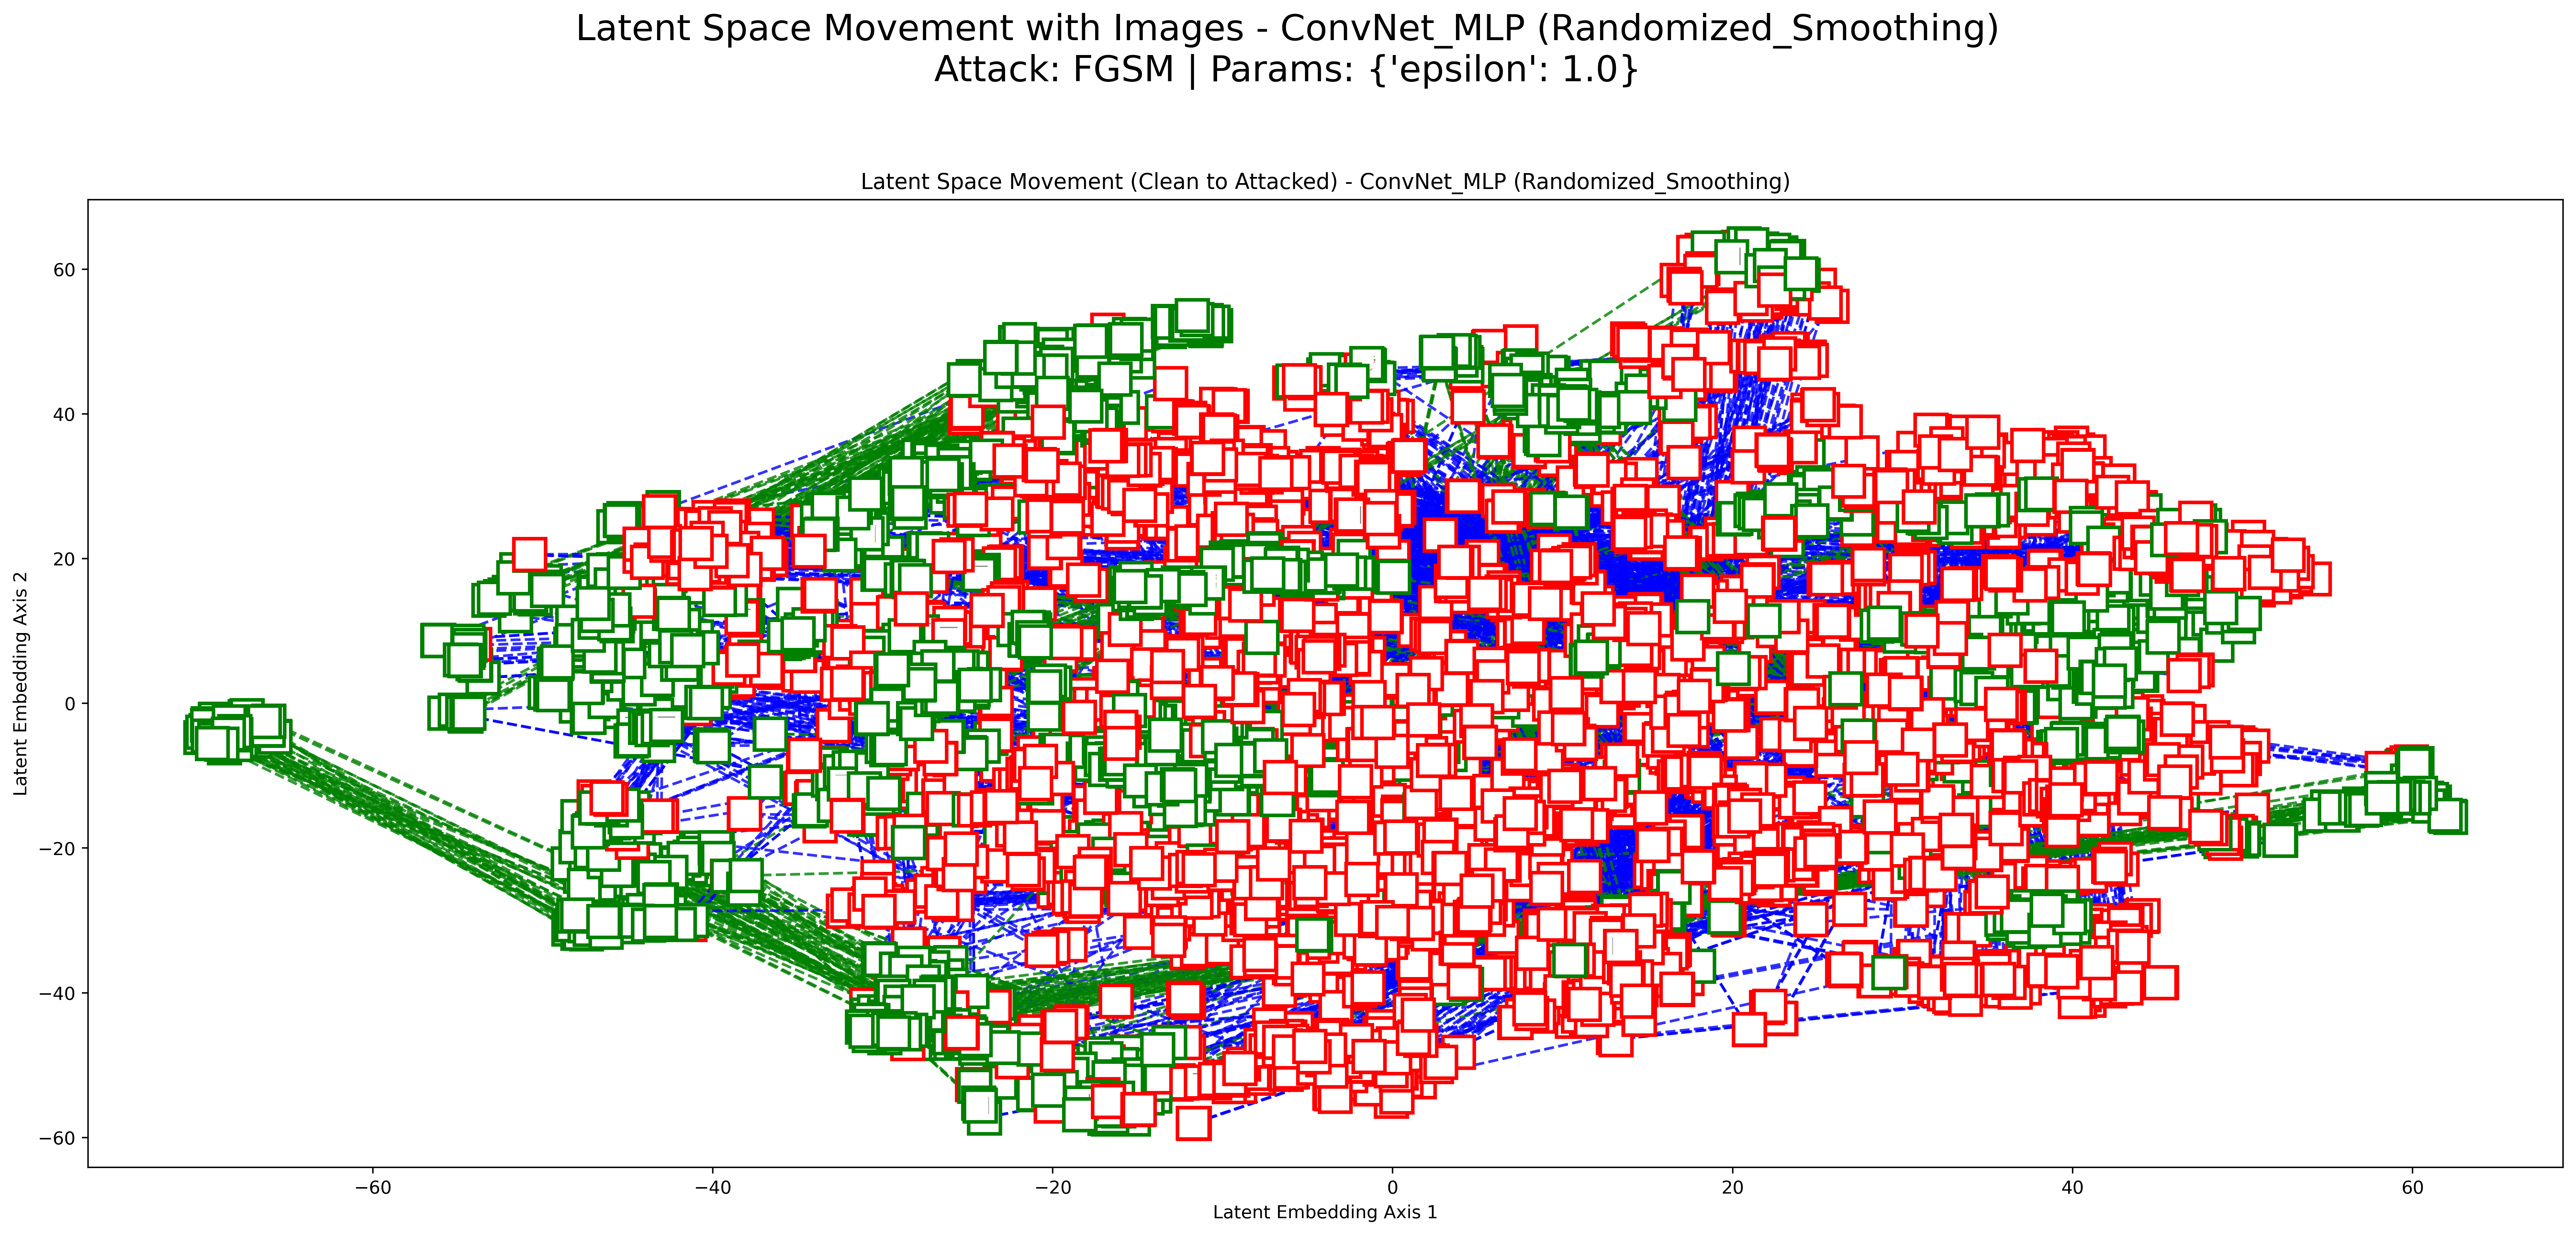 Latent Space Movement with Images - ConvNet_MLP (Randomized_Smoothing)
Attack: FGSM | Params: {'epsilon': 1.0}
Latent Space Movement (Clean to Attacked) - ConvNet_MLP (Randomized_Smoothing)
60
40
20
0
−20
−40
−60
Latent Embedding Axis 2
−60
−40
−20
0
20
40
60
Latent Embedding Axis 1